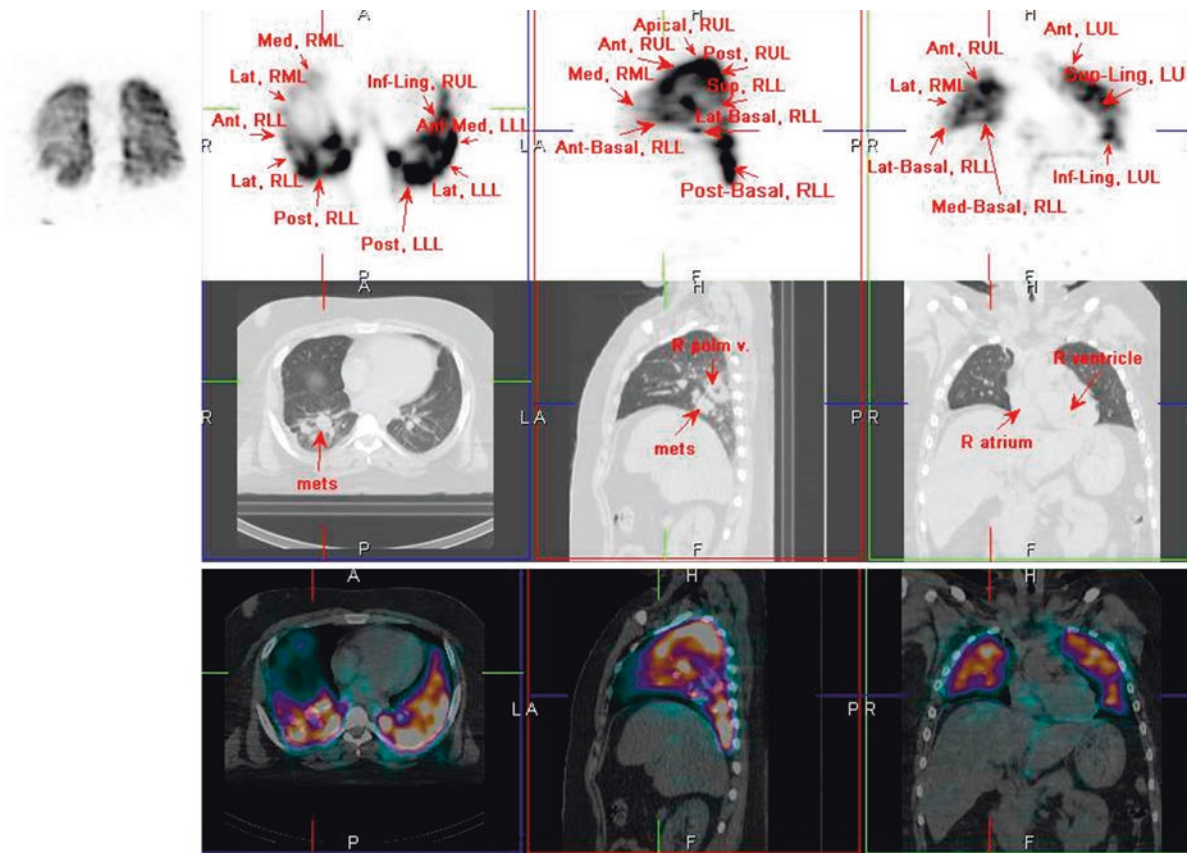 A
Med, RML
Lat, RML
Inf-Ling, RUL
Ant, RLL
Ant-Med, LLL
R
L
Lat, RLL
Lat, LLL
Post, RLL
Post, LLL
P
H
Apical, RUL
Ant, RUL
Post, RUL
Med, RML
Sup, RLL
Lat-Basal, RLL
A
P
Ant-Basal, RLL
Post-Basal, RLL
F
H
Ant, LUL
Ant, RUL
Sup-Ling, LU
Lat, RML
R
Lat-Basal, RLL
Inf-Ling, LUL
Med-Basal, RLL
F
A
R
L
mets
P
H
R pulm v.
A
P
mets
F
H
R ventricle
R
R atrium
F
A
L
P
H
A
P
F
H
R
F